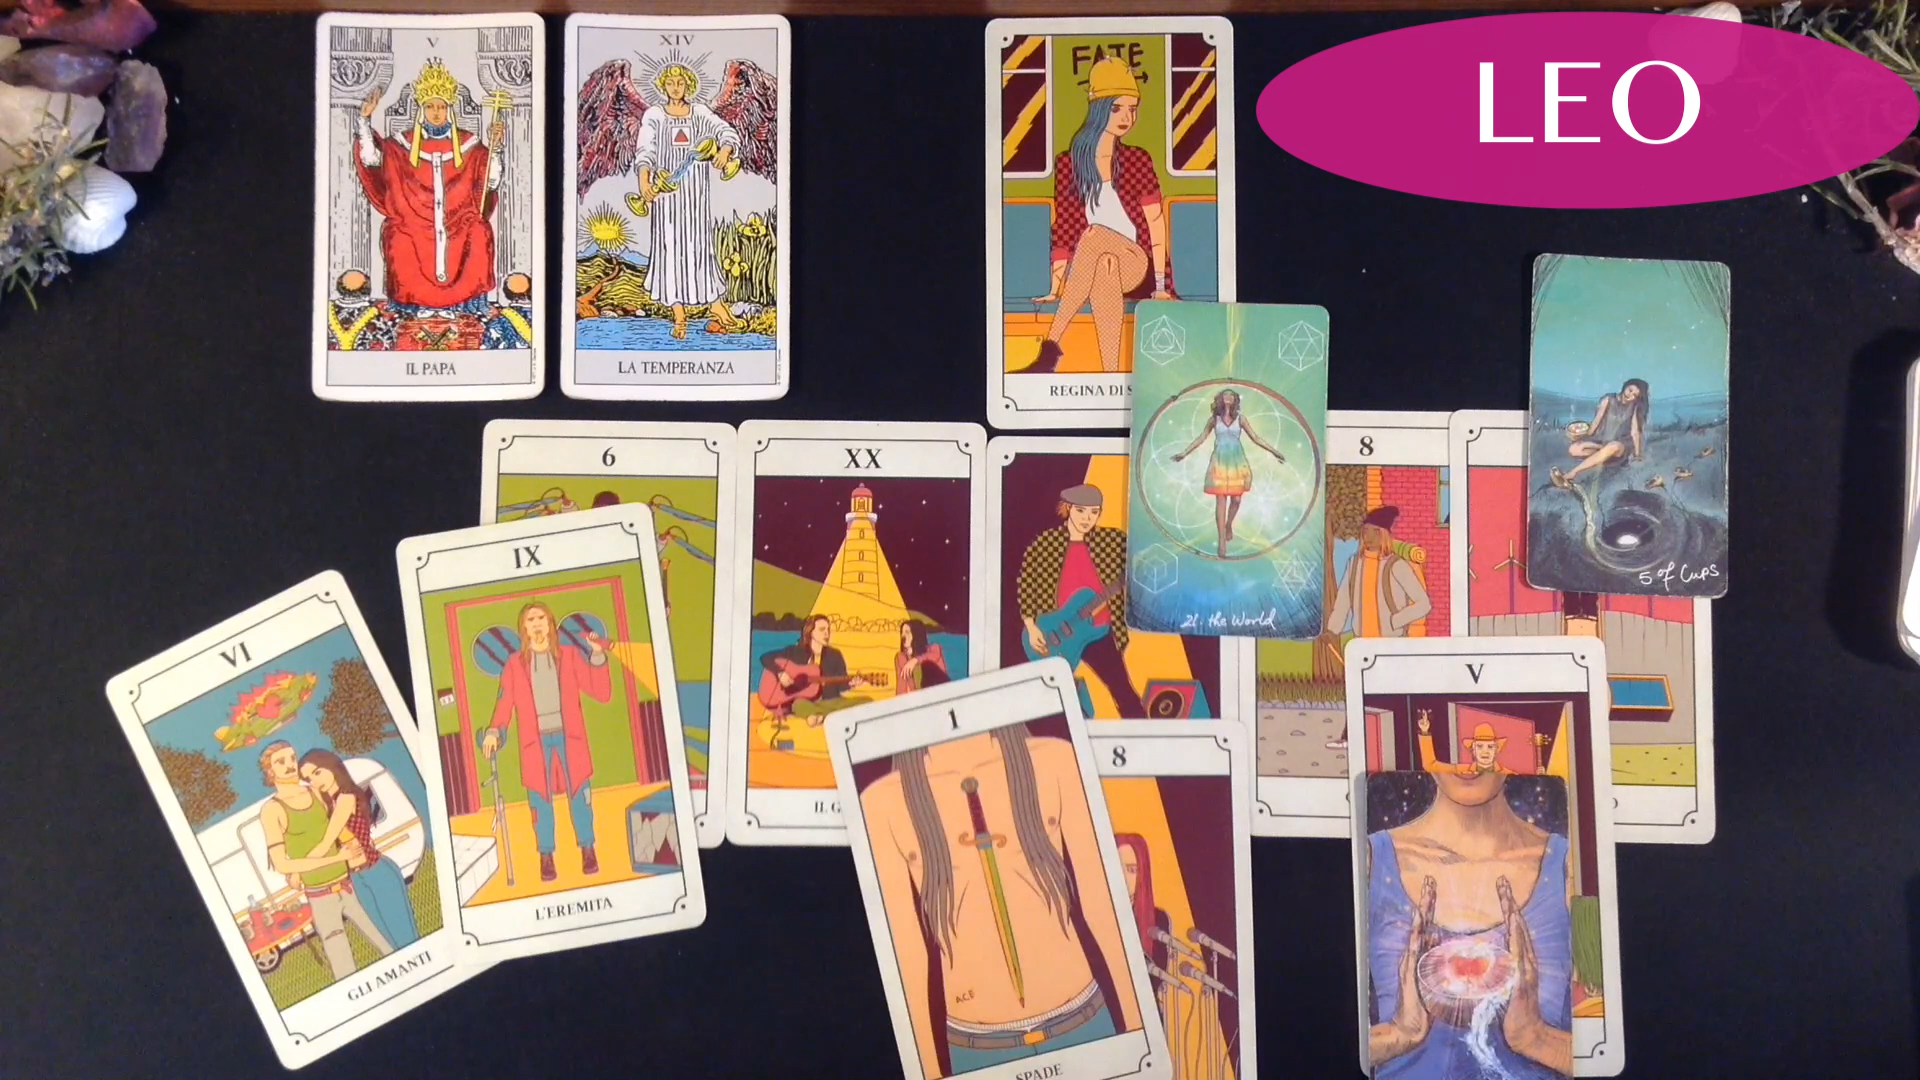 LEO
V
IL PAPA
XIV
LA TEMPERANZA
FATE
REGINA DI S
6
XX
8
5 of Cups
21. the World
IX
L'EREMITA
VI
GLI AMANTI
IL G
1
ACE
SPADE
8
V